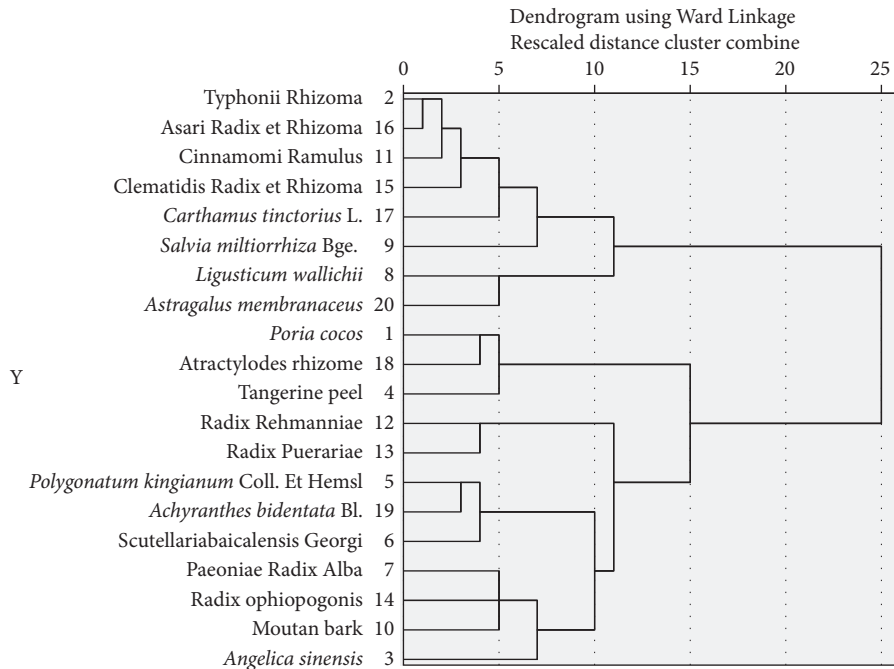 Dendrogram using Ward Linkage
Rescaled distance cluster combine
0 5 10 15 20 25
Typhonii Rhizoma 2
Asari Radix et Rhizoma 16
Cinnamomi Ramulus 11
Clematidis Radix et Rhizoma 15
Carthamus tinctorius L. 17
Salvia miltiorrhiza Bge. 9
Ligusticum wallichii 8
Astragalus membranaceus 20
Poria cocos 1
Atractylodes rhizome 18
Y
Tangerine peel 4
Radix Rehmanniae 12
Radix Puerariae 13
Polygonatum kingianum Coll. Et Hemsl 5
Achyranthes bidentata Bl. 19
Scutellariabaicalensis Georgi 6
Paeoniae Radix Alba 7
Radix ophiopogonis 14
Moutan bark 10
Angelica sinensis 3